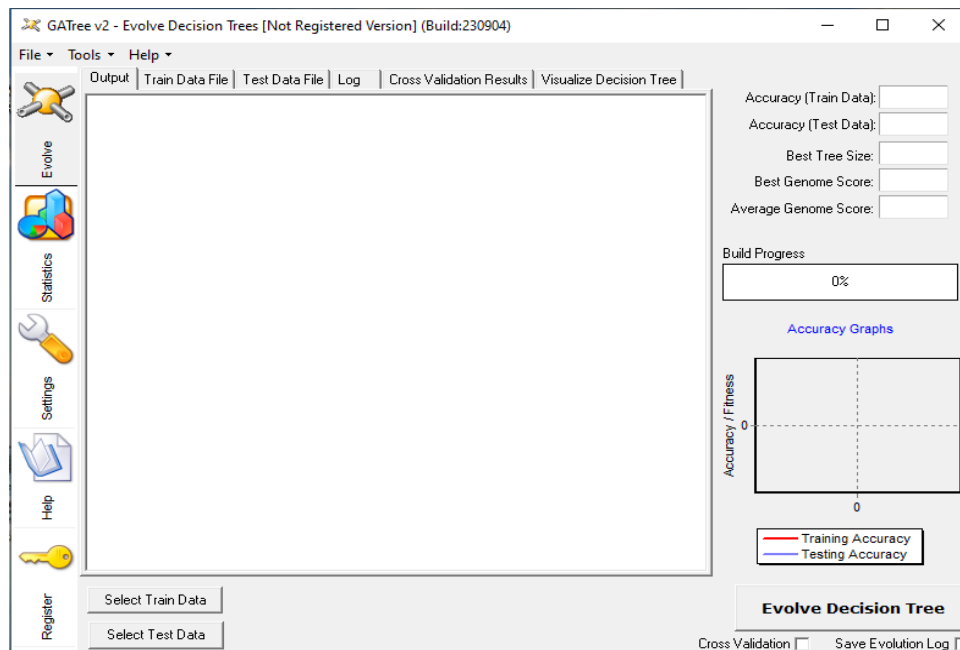 GATree v2 - Evolve Decision Trees [Not Registered Version] (Build:230904)
File Tools Help
Output Train Data File Test Data File Log Cross Validation Results Visualize Decision Tree
Evolve
Statistics
Settings
Help
Register
Accuracy (Train Data):
Accuracy (Test Data):
Best Tree Size:
Best Genome Score:
Average Genome Score:
Build Progress
0%
Accuracy Graphs
Accuracy / Fitness
0
0
Training Accuracy
Testing Accuracy
Select Train Data
Select Test Data
Evolve Decision Tree
Cross Validation Save Evolution Log